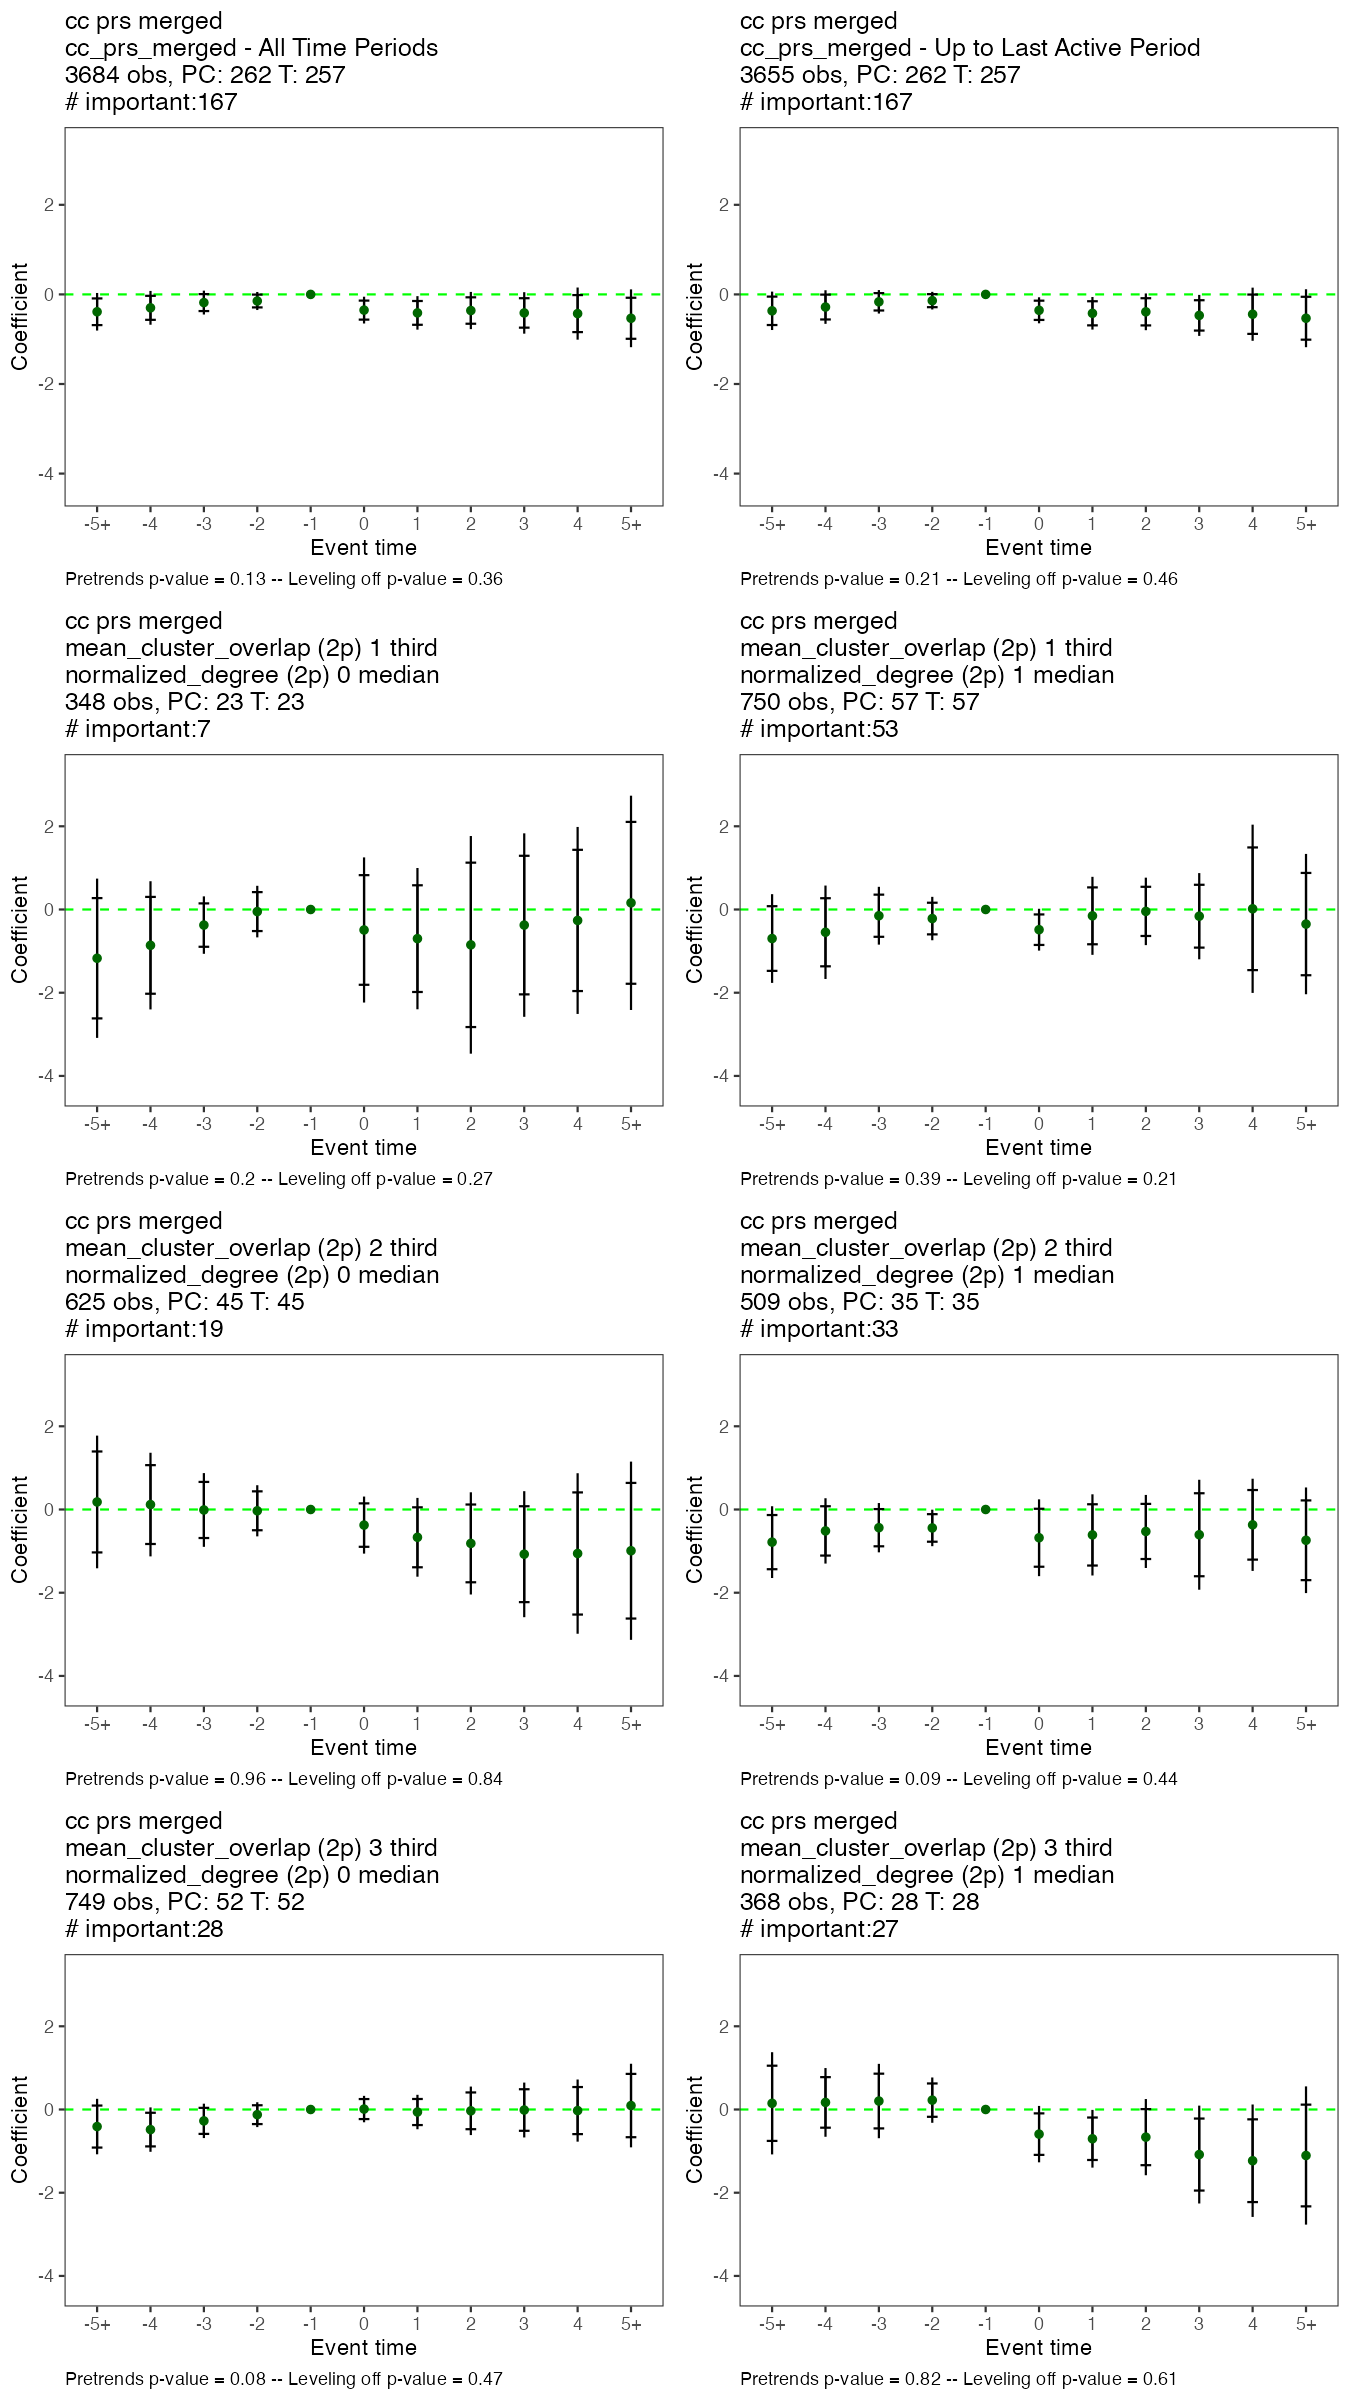 cc prs merged
cc_prs_merged - All Time Periods
3684 obs, PC: 262 T: 257
# important:167
2
0
-2
-4
Coefficient
-5+ -4 -3 -2 -1 0 1 2 3 4 5+
Event time
Pretrends p-value = 0.13 -- Leveling off p-value = 0.36
cc prs merged
cc_prs_merged - Up to Last Active Period
3655 obs, PC: 262 T: 257
# important:167
2
0
-2
-4
Coefficient
-5+ -4 -3 -2 -1 0 1 2 3 4 5+
Event time
Pretrends p-value = 0.21 -- Leveling off p-value = 0.46
cc prs merged
mean_cluster_overlap (2p) 1 third
normalized_degree (2p) 0 median
348 obs, PC: 23 T: 23
# important:7
2
0
-2
-4
Coefficient
-5+ -4 -3 -2 -1 0 1 2 3 4 5+
Event time
Pretrends p-value = 0.2 -- Leveling off p-value = 0.27
cc prs merged
mean_cluster_overlap (2p) 1 third
normalized_degree (2p) 1 median
750 obs, PC: 57 T: 57
# important:53
2
0
-2
-4
Coefficient
-5+ -4 -3 -2 -1 0 1 2 3 4 5+
Event time
Pretrends p-value = 0.39 -- Leveling off p-value = 0.21
cc prs merged
mean_cluster_overlap (2p) 2 third
normalized_degree (2p) 0 median
625 obs, PC: 45 T: 45
# important:19
2
0
-2
-4
Coefficient
-5+ -4 -3 -2 -1 0 1 2 3 4 5+
Event time
Pretrends p-value = 0.96 -- Leveling off p-value = 0.84
cc prs merged
mean_cluster_overlap (2p) 2 third
normalized_degree (2p) 1 median
509 obs, PC: 35 T: 35
# important:33
2
0
-2
-4
Coefficient
-5+ -4 -3 -2 -1 0 1 2 3 4 5+
Event time
Pretrends p-value = 0.09 -- Leveling off p-value = 0.44
cc prs merged
mean_cluster_overlap (2p) 3 third
normalized_degree (2p) 0 median
749 obs, PC: 52 T: 52
# important:28
2
0
-2
-4
Coefficient
-5+ -4 -3 -2 -1 0 1 2 3 4 5+
Event time
Pretrends p-value = 0.08 -- Leveling off p-value = 0.47
cc prs merged
mean_cluster_overlap (2p) 3 third
normalized_degree (2p) 1 median
368 obs, PC: 28 T: 28
# important:27
2
0
-2
-4
Coefficient
-5+ -4 -3 -2 -1 0 1 2 3 4 5+
Event time
Pretrends p-value = 0.82 -- Leveling off p-value = 0.61